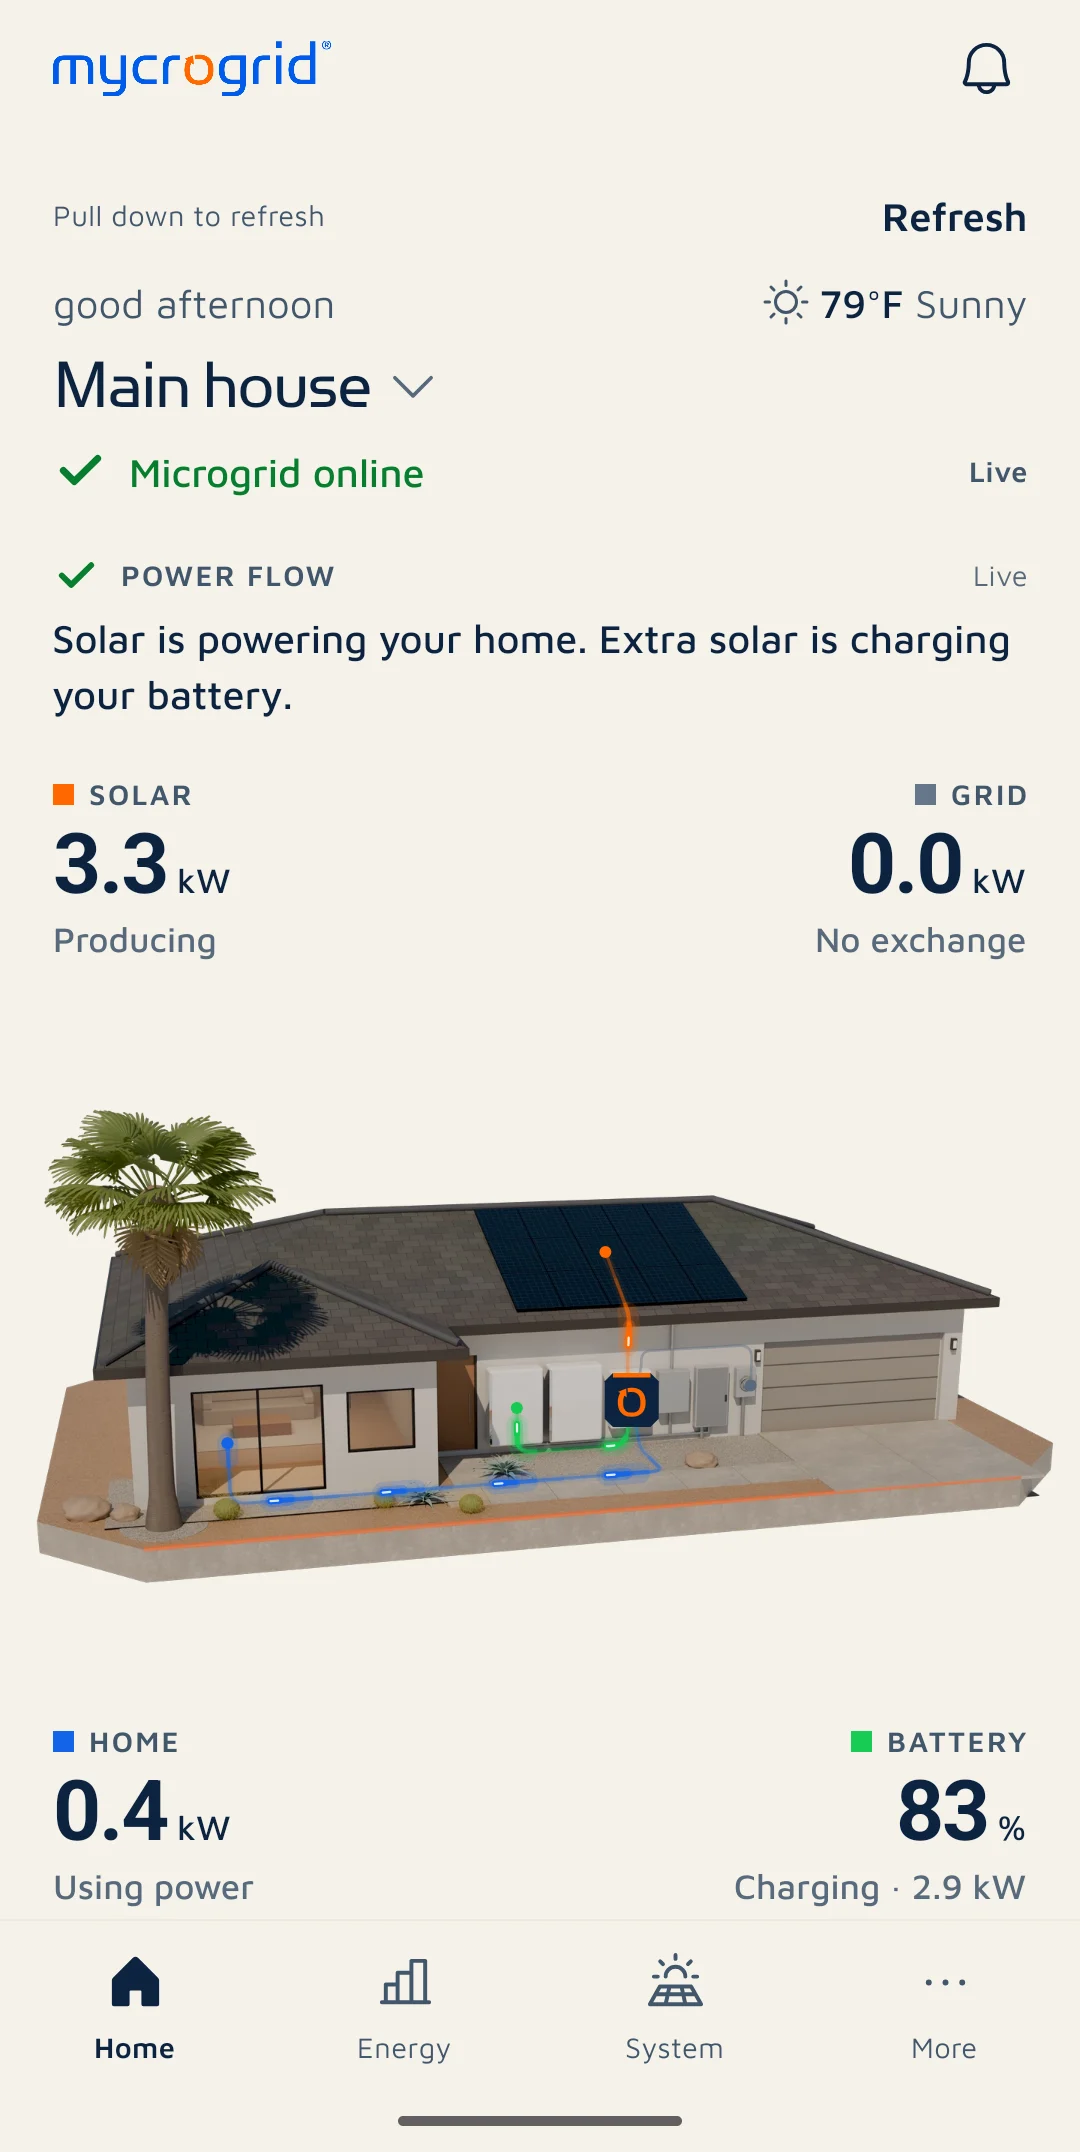 mycrogrid®
Pull down to refresh
Refresh
good afternoon
79°F Sunny
Main house
Microgrid online
Live
POWER FLOW
Live
Solar is powering your home. Extra solar is charging
your battery.
SOLAR
GRID
3.3 kW
0.0 kW
Producing
No exchange
HOME
BATTERY
0.4 kW
83 %
Using power
Charging · 2.9 kW
Home
Energy
System
More